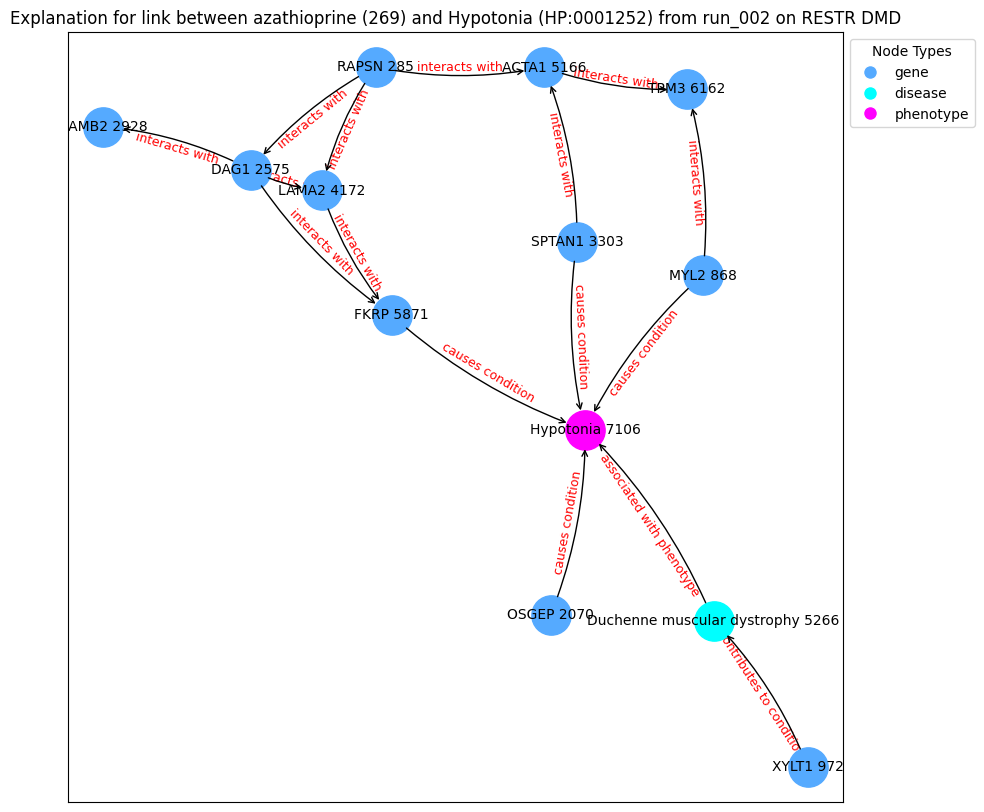 Explanation for link between azathioprine (269) and Hypotonia (HP:0001252) from run_002 on RESTR DMD
Node Types
gene
disease
phenotype
RAPSN 285
interacts with
ACTA1 5166
interacts with
TPM3 6162
AMB2 2928
interacts with
interacts with
interacts with
DAG1 2575
acts
LAMA2 4172
interacts with
interacts with
interacts with
interacts with
SPTAN1 3303
MYL2 868
FKRP 5871
causes condition
causes condition
causes condition
Hypotonia 7106
causes condition
associated with phenotype
OSGEP 2070
Duchenne muscular dystrophy 5266
ontributes to conditio
XYLT1 972